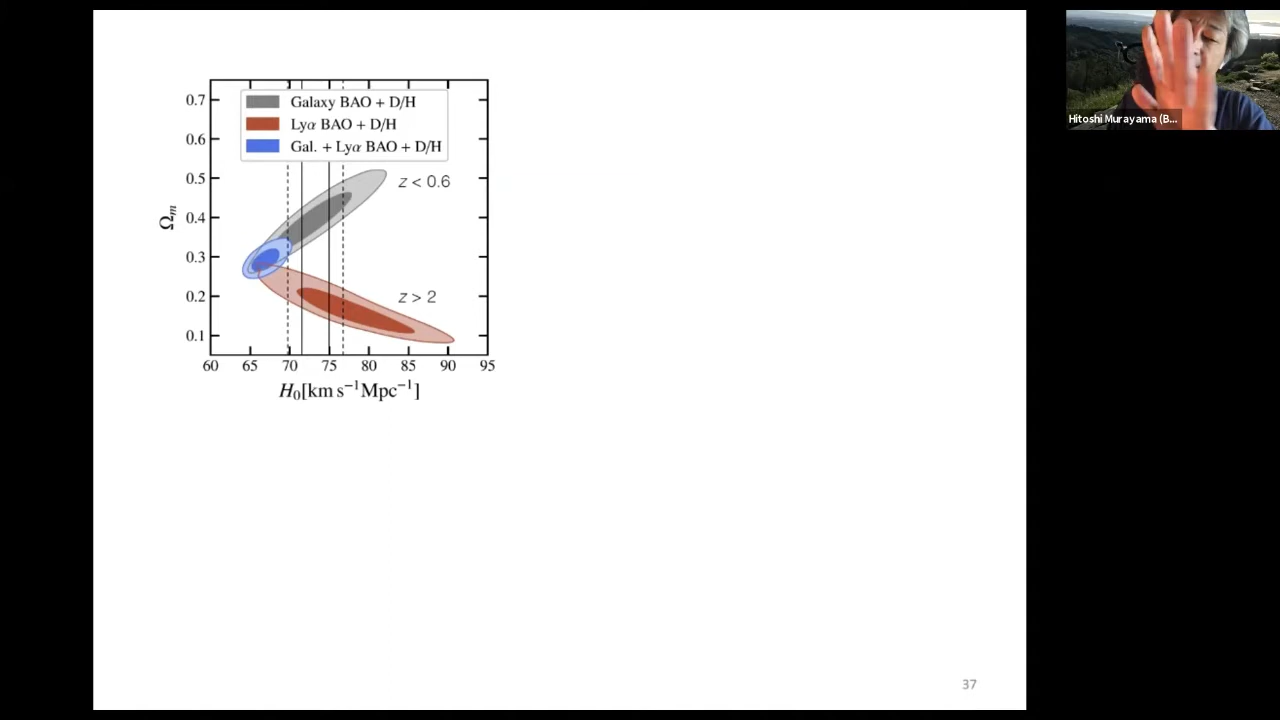 0.7
0.6
0.5
0.4
0.3
0.2
0.1
Ωₘ
Galaxy BAO + D/H
Lyα BAO + D/H
Gal. + Lyα BAO + D/H
z < 0.6
z > 2
60 65 70 75 80 85 90 95
H₀[km s⁻¹Mpc⁻¹]
37
Hitoshi Murayama (B...